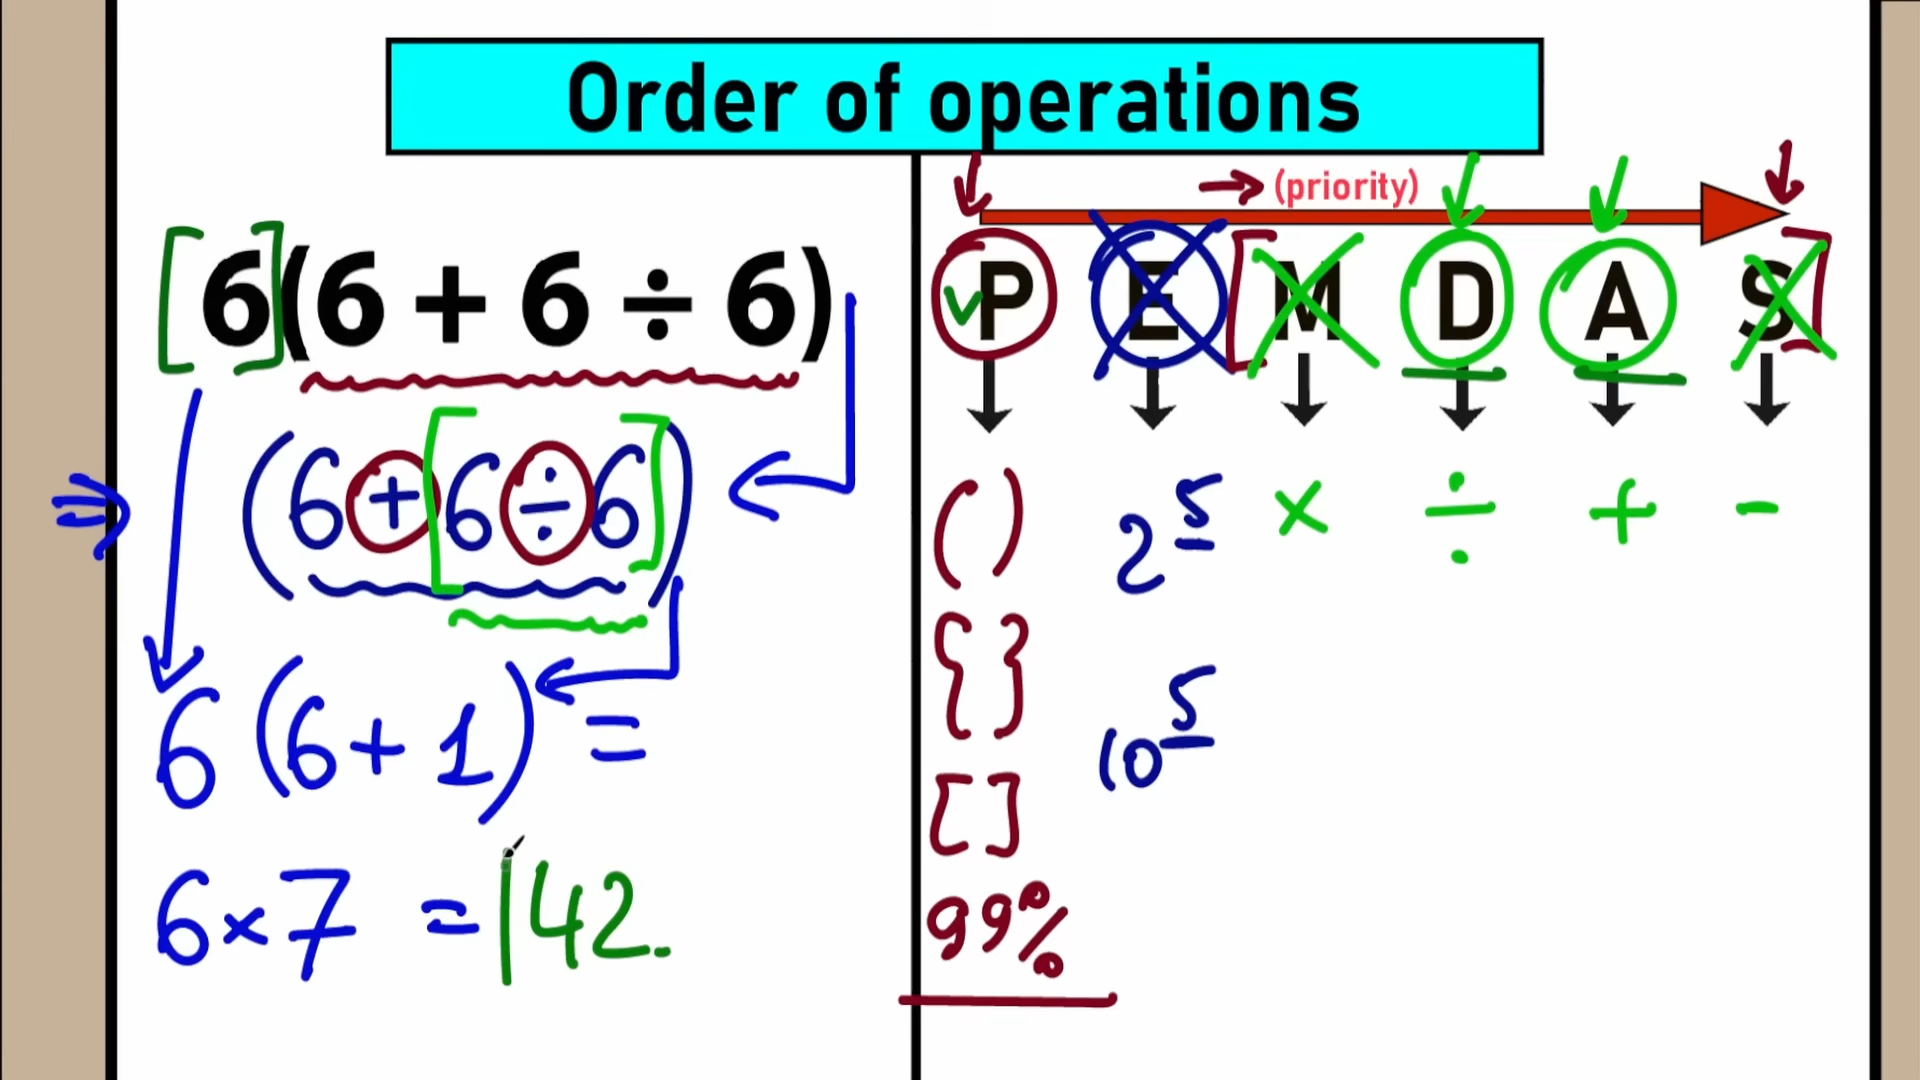 Order of operations
→ (priority)
[6](6 + 6 ÷ 6)
P E M D A S
(6 + [6 ÷ 6])
( ) 2^5 × ÷ + -
{ }
6 (6 + 1) =
10^5
[ ]
6 × 7 = |42.
99%